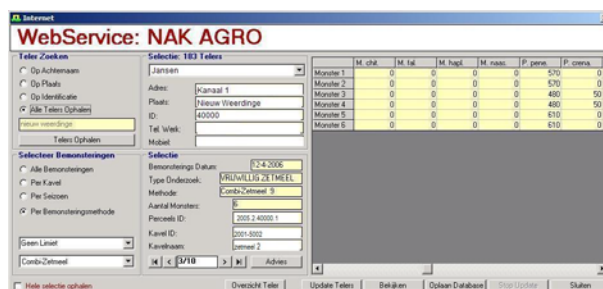 Internet
WebService: NAK AGRO
Teler Zoeken
Op Achternaam
Op Plaats
Op Identificatie
Alle Telers Ophalen
nieuw weerdinge
Telers Ophalen
Selectie: 183 Telers
Jansen
Adres: Kanaal 1
Plaats: Nieuw Weerdinge
ID: 40000
Tel. Werk:
Mobiel:
Selecteer Bemonsteringen
Alle Bemonsteringen
Per Kavel
Per Seizoen
Per Bemonsteringsmethode
Geen Limiet
Combi-Zetmeel
Hele selectie ophalen
Selectie
Bemonsterings Datum: 12-4-2006
Type Onderzoek: VRIJWILLIG ZETMEEL
Methode: Combi-Zetmeel 9
Aantal Monsters: 6
Perceels ID: 2005.2.40000.1
Kavel ID: 2001-5002
Kavelnaam: zetmeel 2
3/10
Advies
M. chit. M. fal. M. hapl. M. naas. P. pene. P. crena.
Monster 1 0 0 0 0 570 0
Monster 2 0 0 0 0 570 0
Monster 3 0 0 0 0 480 50
Monster 4 0 0 0 0 480 50
Monster 5 0 0 0 0 610 0
Monster 6 0 0 0 0 610 0
Overzicht Teler
Update Telers
Bekijken
Opslaan Database
Stop Update
Sluiten